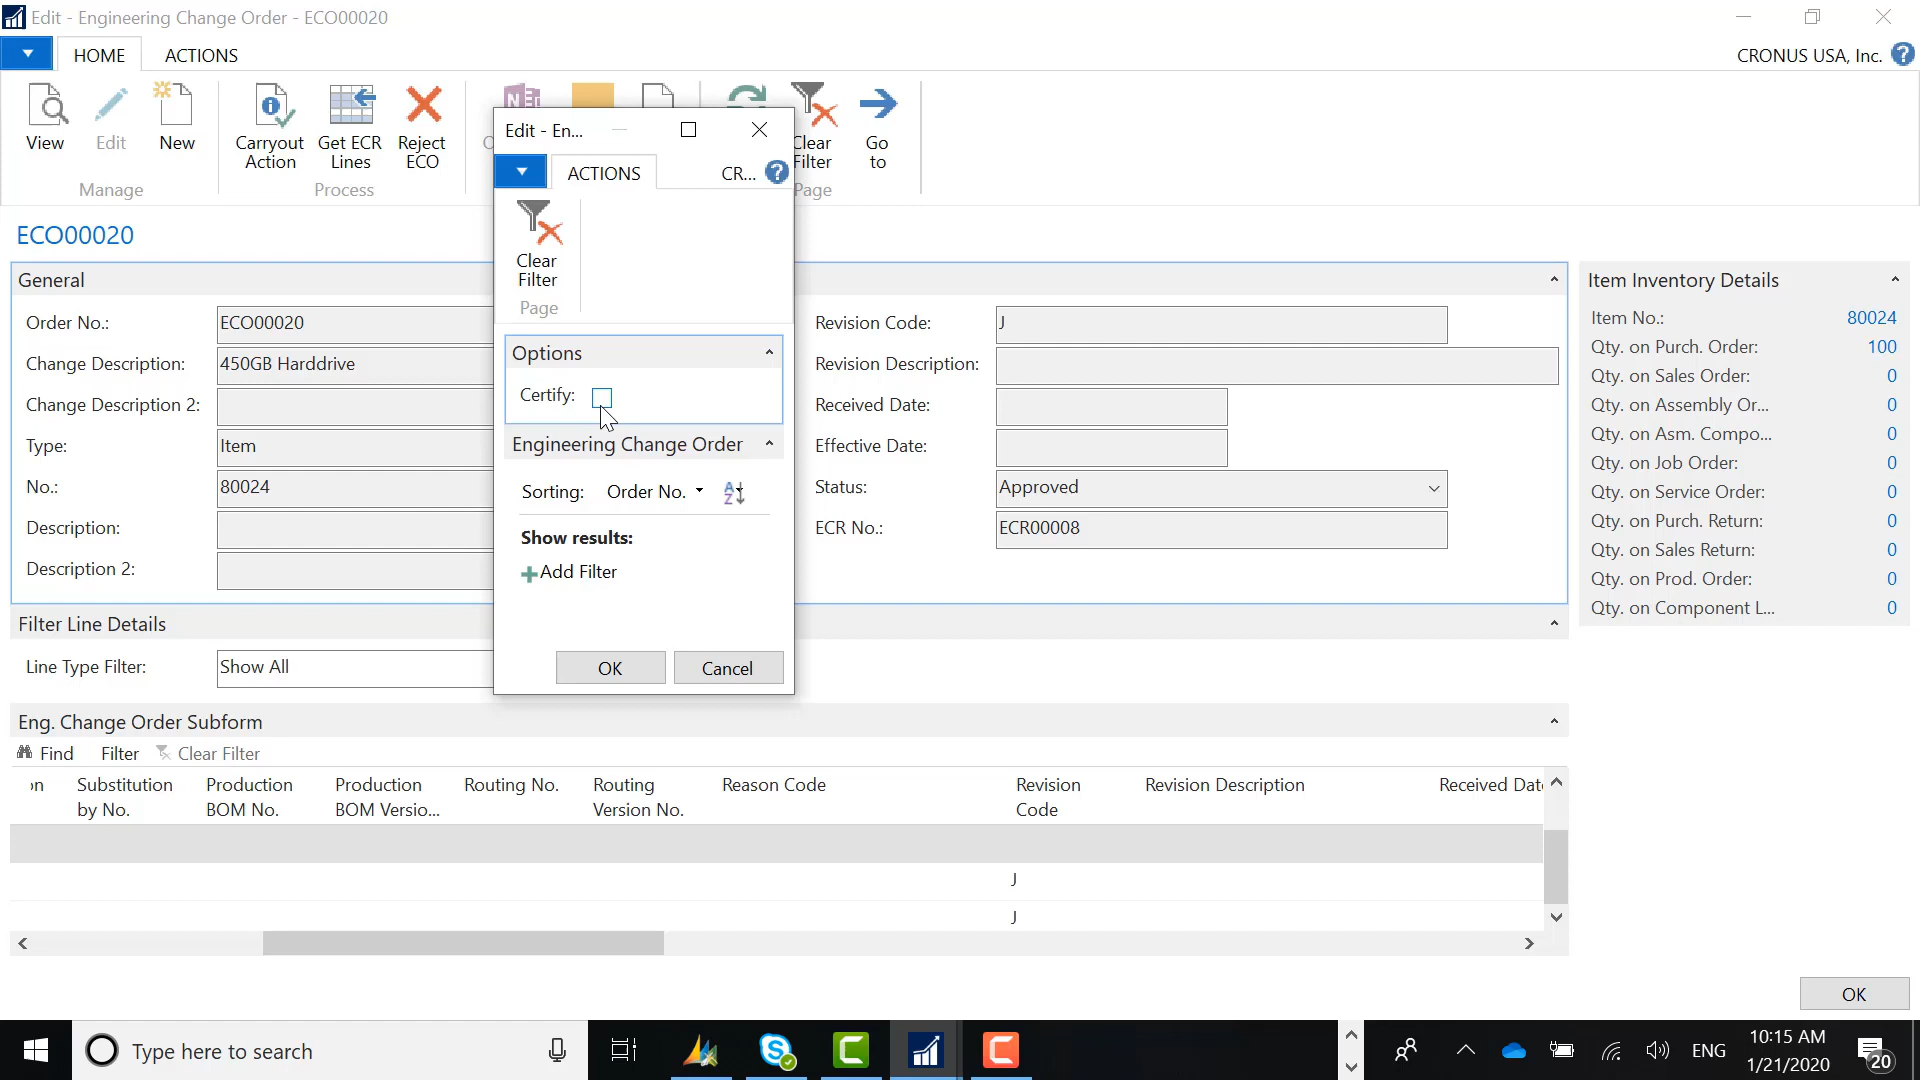 Edit - Engineering Change Order - ECO00020
HOME
ACTIONS
CRONUS USA, Inc.
View
Edit
New
Manage
Carryout
Action
Get ECR
Lines
Reject
ECO
Process
Clear
Filter
Go
to
Page
Edit - En...
ACTIONS
CR...
Clear
Filter
Page
Options
Certify:
Engineering Change Order
Sorting: Order No.
Show results:
Add Filter
OK
Cancel
ECO00020
General
Order No.: ECO00020
Change Description: 450GB Harddrive
Change Description 2:
Type: Item
No.: 80024
Description:
Description 2:
Revision Code: J
Revision Description:
Received Date:
Effective Date:
Status: Approved
ECR No.: ECR00008
Filter Line Details
Line Type Filter: Show All
Item Inventory Details
Item No.: 80024
Qty. on Purch. Order: 100
Qty. on Sales Order: 0
Qty. on Assembly Or... 0
Qty. on Asm. Compo... 0
Qty. on Job Order: 0
Qty. on Service Order: 0
Qty. on Purch. Return: 0
Qty. on Sales Return: 0
Qty. on Prod. Order: 0
Qty. on Component L... 0
Eng. Change Order Subform
Find
Filter
Clear Filter
Substitution
by No.
Production
BOM No.
Production
BOM Versio...
Routing No.
Routing
Version No.
Reason Code
Revision
Code
Revision Description
Received Date
J
J
OK
Type here to search
ENG
10:15 AM
1/21/2020
20